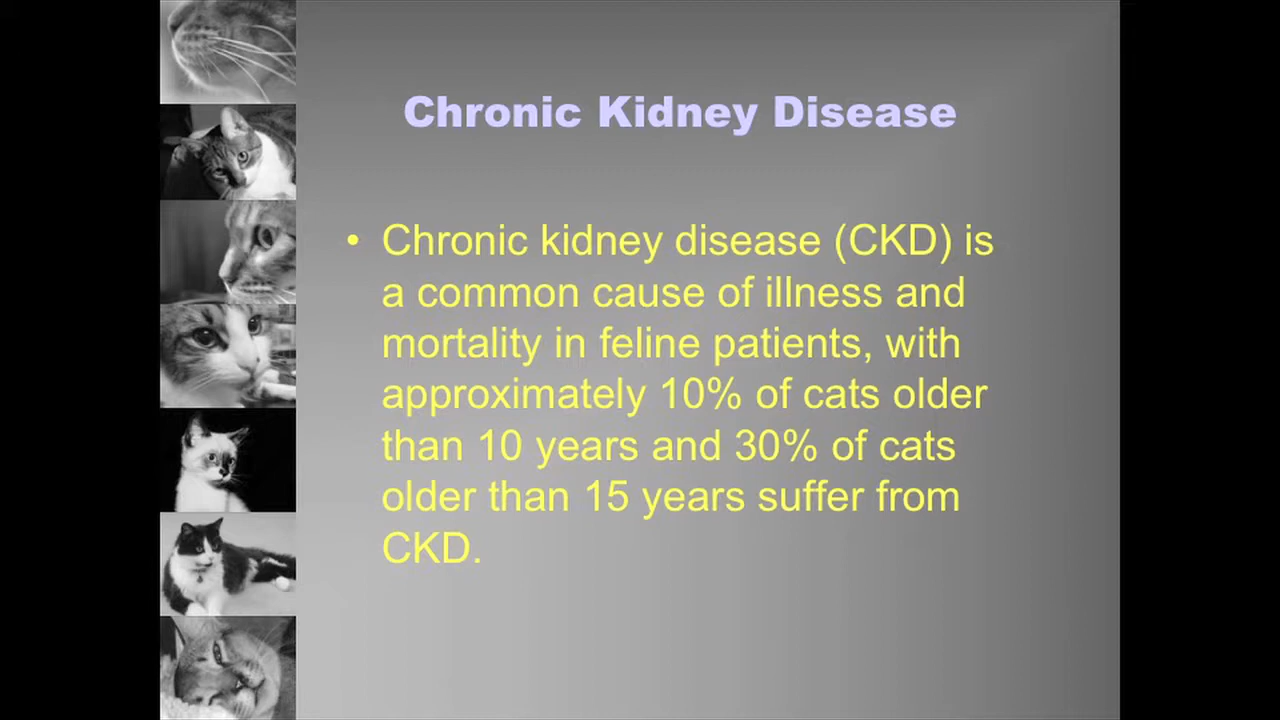 Chronic Kidney Disease
• Chronic kidney disease (CKD) is
a common cause of illness and
mortality in feline patients, with
approximately 10% of cats older
than 10 years and 30% of cats
older than 15 years suffer from
CKD.